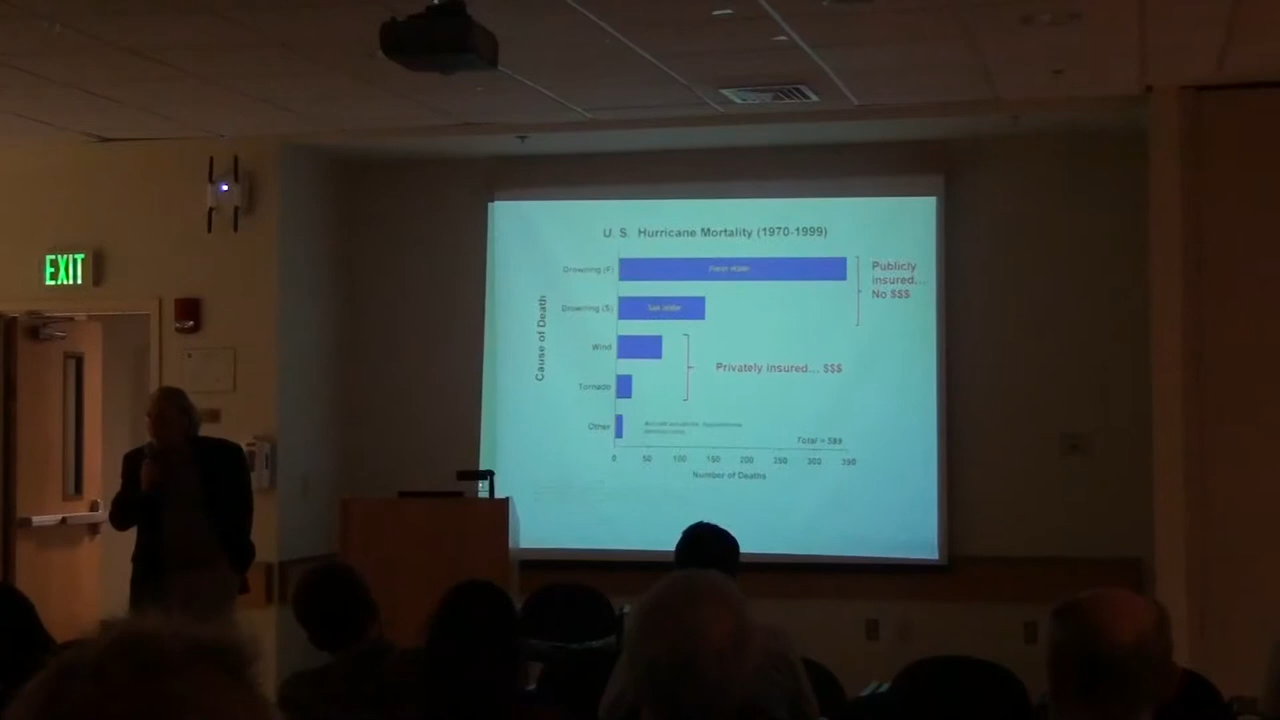 EXIT
U. S. Hurricane Mortality (1970-1999)
Cause of Death
Drowning (F)
Fresh Water
Drowning (S)
Salt Water
Wind
Tornado
Other
Publicly
insured...
No $$$
Privately insured... $$$
Total = 589
0 50 100 150 200 250 300 350
Number of Deaths